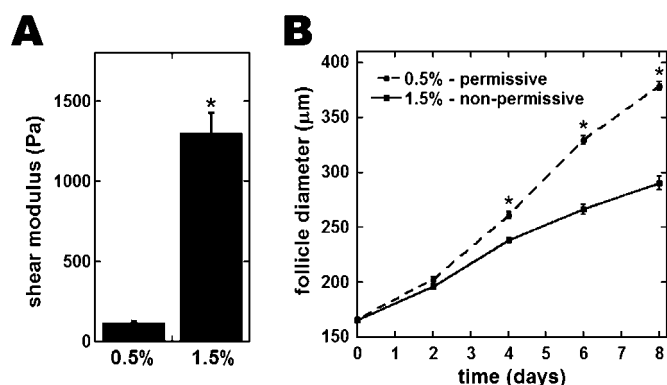 A
shear modulus (Pa)
1500
1250
500
0
*
0.5% 1.5%
B
follicle diameter (μm)
400
350
300
250
200
150
0.5% - permissive
1.5% - non-permissive
* * *
0 1 2 3 4 5 6 7 8
time (days)